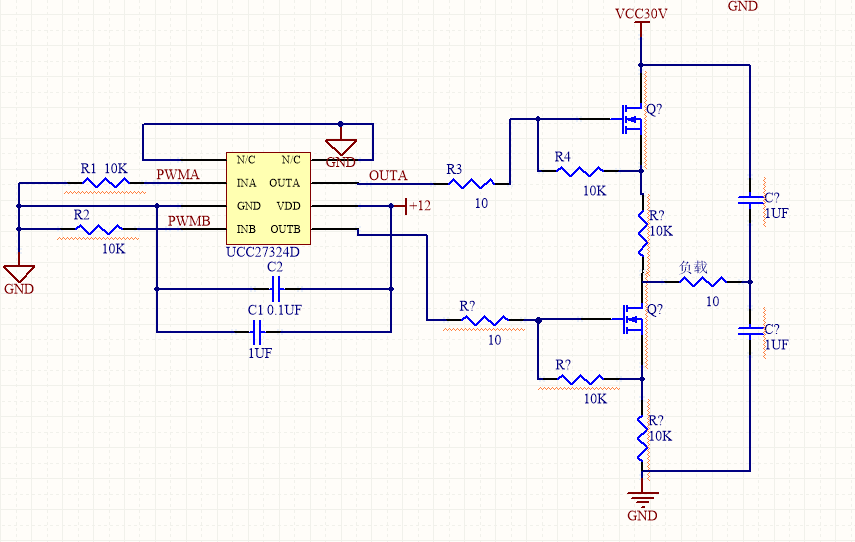 GND
VCC30V
Q?
N/C
N/C
GND
R1 10K
PWMA
INA
OUTA
OUTA
R3
10
R4
10K
GND
VDD
+12
C?
1UF
R2
10K
PWMB
INB
OUTB
R?
10K
UCC27324D
GND
C2
0.1UF
C1
1UF
负载
10
R?
10
Q?
C?
1UF
R?
10K
R?
10K
GND